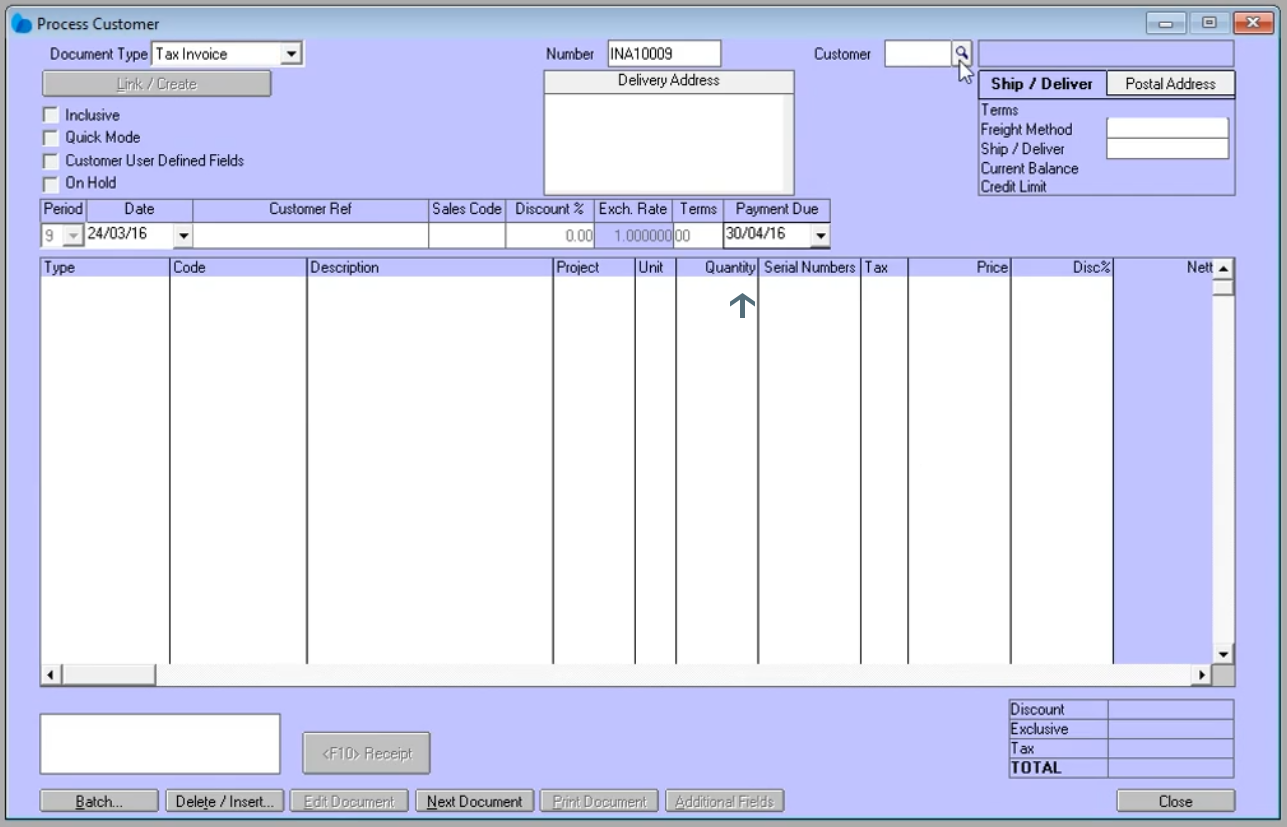 Process Customer
Document Type Tax Invoice Number INA10009 Customer
Link / Create Delivery Address Ship / Deliver Postal Address
Inclusive Terms
Quick Mode Freight Method
Customer User Defined Fields Ship / Deliver
On Hold Current Balance
Credit Limit
Period Date Customer Ref Sales Code Discount % Exch. Rate Terms Payment Due
9 24/03/16 0.00 1.000000 00 30/04/16
Type Code Description Project Unit Quantity Serial Numbers Tax Price Disc% Nett
Discount
Exclusive
<F10> Receipt Tax
TOTAL
Batch... Delete / Insert... Edit Document Next Document Print Document Additional Fields Close